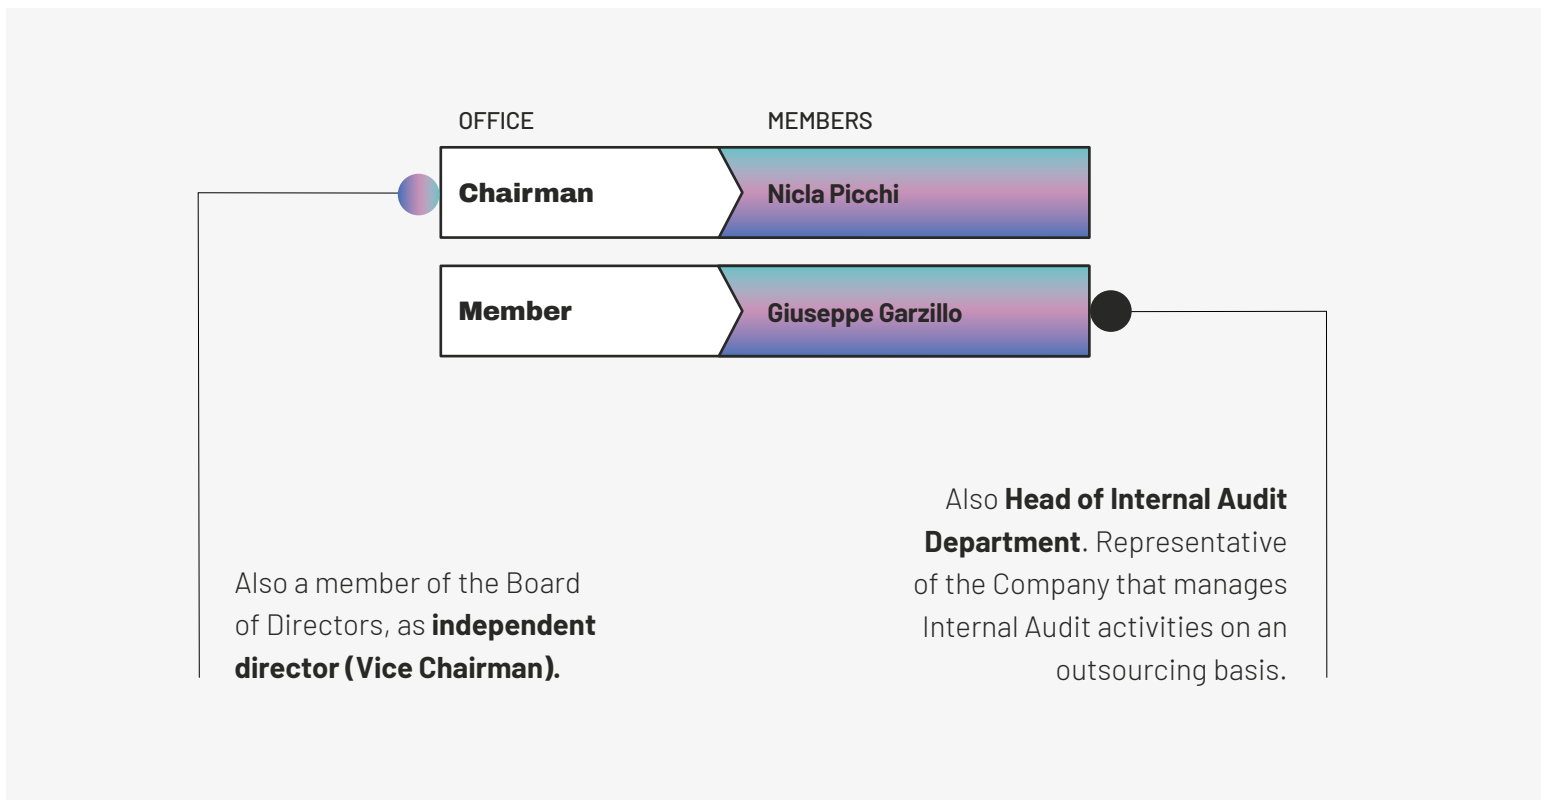 OFFICE
MEMBERS
Chairman
Nicla Picchi
Member
Giuseppe Garzillo
Also a member of the Board
of Directors, as independent
director (Vice Chairman).
Also Head of Internal Audit
Department. Representative
of the Company that manages
Internal Audit activities on an
outsourcing basis.